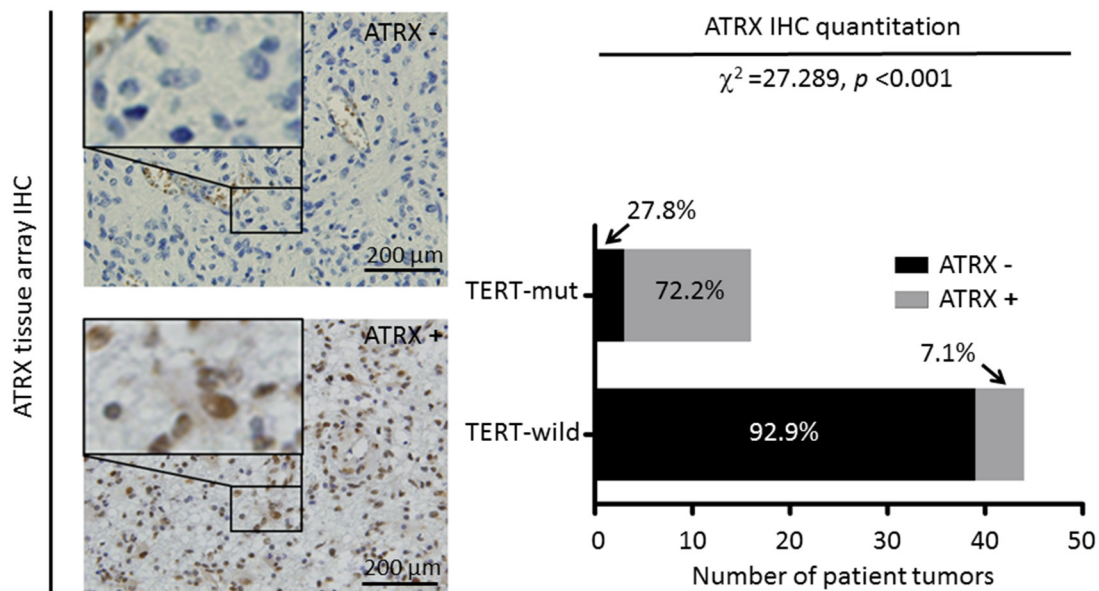 ATRX tissue array IHC
ATRX -
200 µm
ATRX +
200 µm
ATRX IHC quantitation
χ² =27.289, p <0.001
27.8%
TERT-mut
72.2%
ATRX -
ATRX +
7.1%
TERT-wild
92.9%
0 10 20 30 40 50
Number of patient tumors